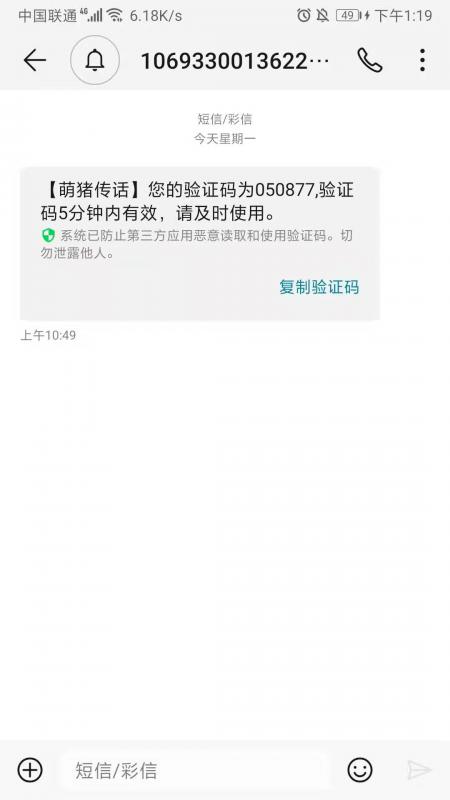 中国联通 4G 6.18K/s 49 下午1:19
1069330013622···
短信/彩信
今天星期一
【萌猪传话】您的验证码为050877,验证
码5分钟内有效，请及时使用。
系统已防止第三方应用恶意读取和使用验证码。切
勿泄露他人。
复制验证码
上午10:49
短信/彩信